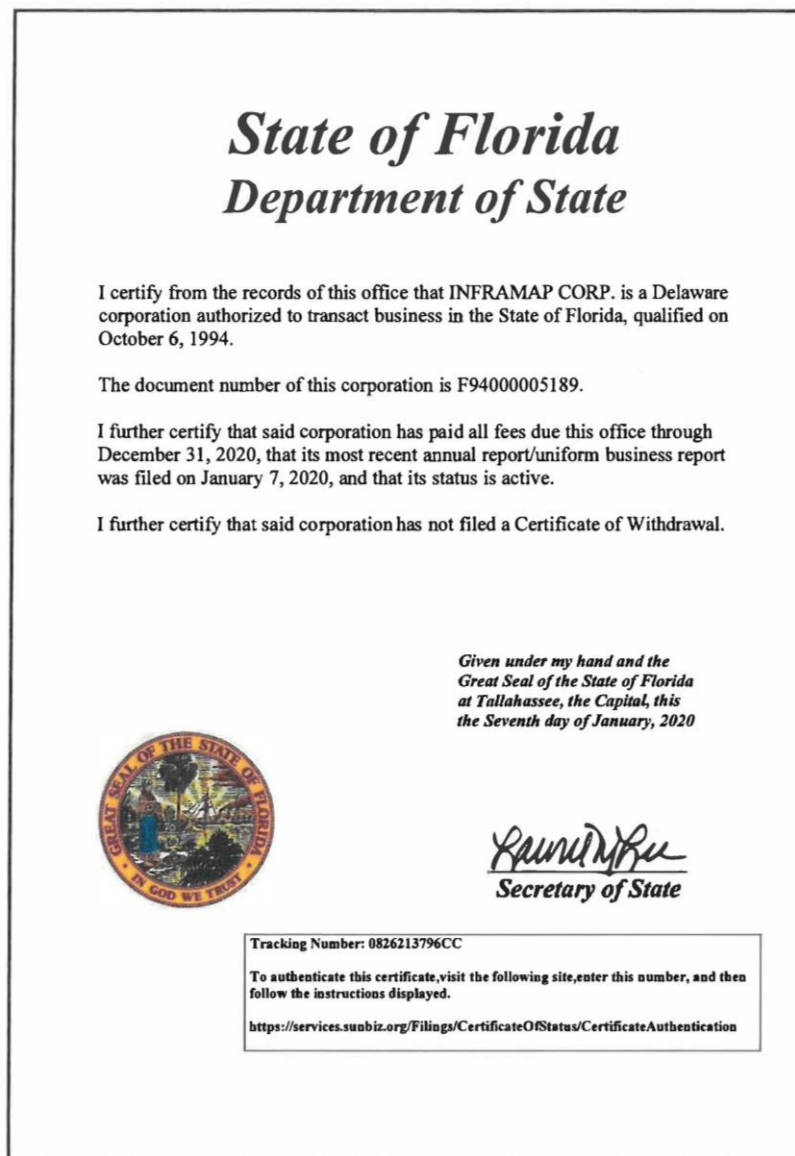 State of Florida
Department of State
I certify from the records of this office that INFRAMAP CORP. is a Delaware
corporation authorized to transact business in the State of Florida, qualified on
October 6, 1994.
The document number of this corporation is F94000005189.
I further certify that said corporation has paid all fees due this office through
December 31, 2020, that its most recent annual report/uniform business report
was filed on January 7, 2020, and that its status is active.
I further certify that said corporation has not filed a Certificate of Withdrawal.
Given under my hand and the
Great Seal of the State of Florida
at Tallahassee, the Capital, this
the Seventh day of January, 2020
GREAT SEAL OF THE STATE OF FLORIDA
IN GOD WE TRUST
Secretary of State
Tracking Number: 0826213796CC
To authenticate this certificate,visit the following site,enter this number, and then
follow the instructions displayed.
https://services.sunbiz.org/Filings/CertificateOfStatus/CertificateAuthentication